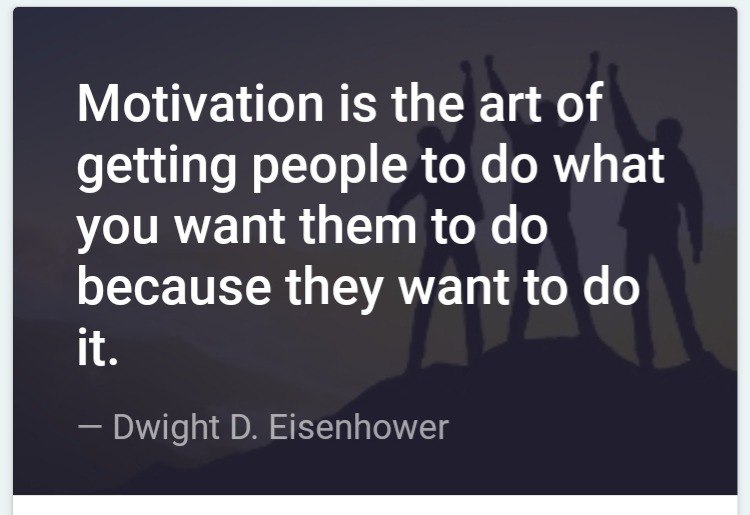 Motivation is the art of
getting people to do what
you want them to do
because they want to do
it.
— Dwight D. Eisenhower